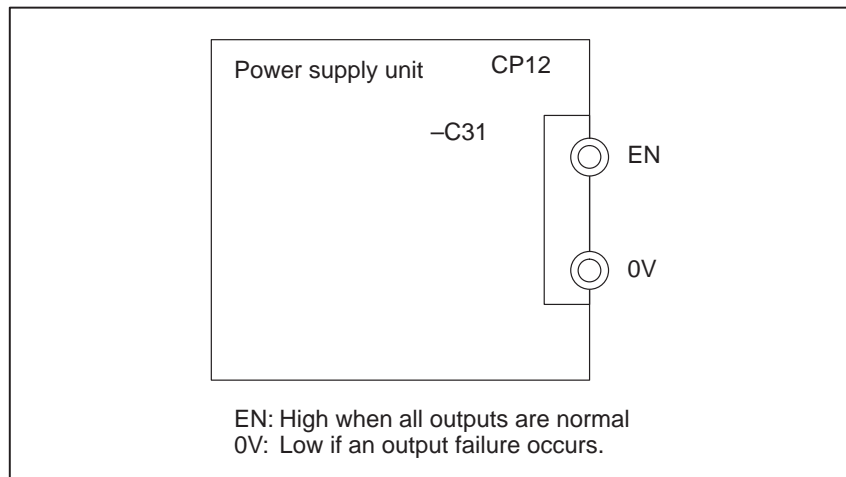 Power supply unit CP12
–C31
EN
0V
EN: High when all outputs are normal
0V: Low if an output failure occurs.